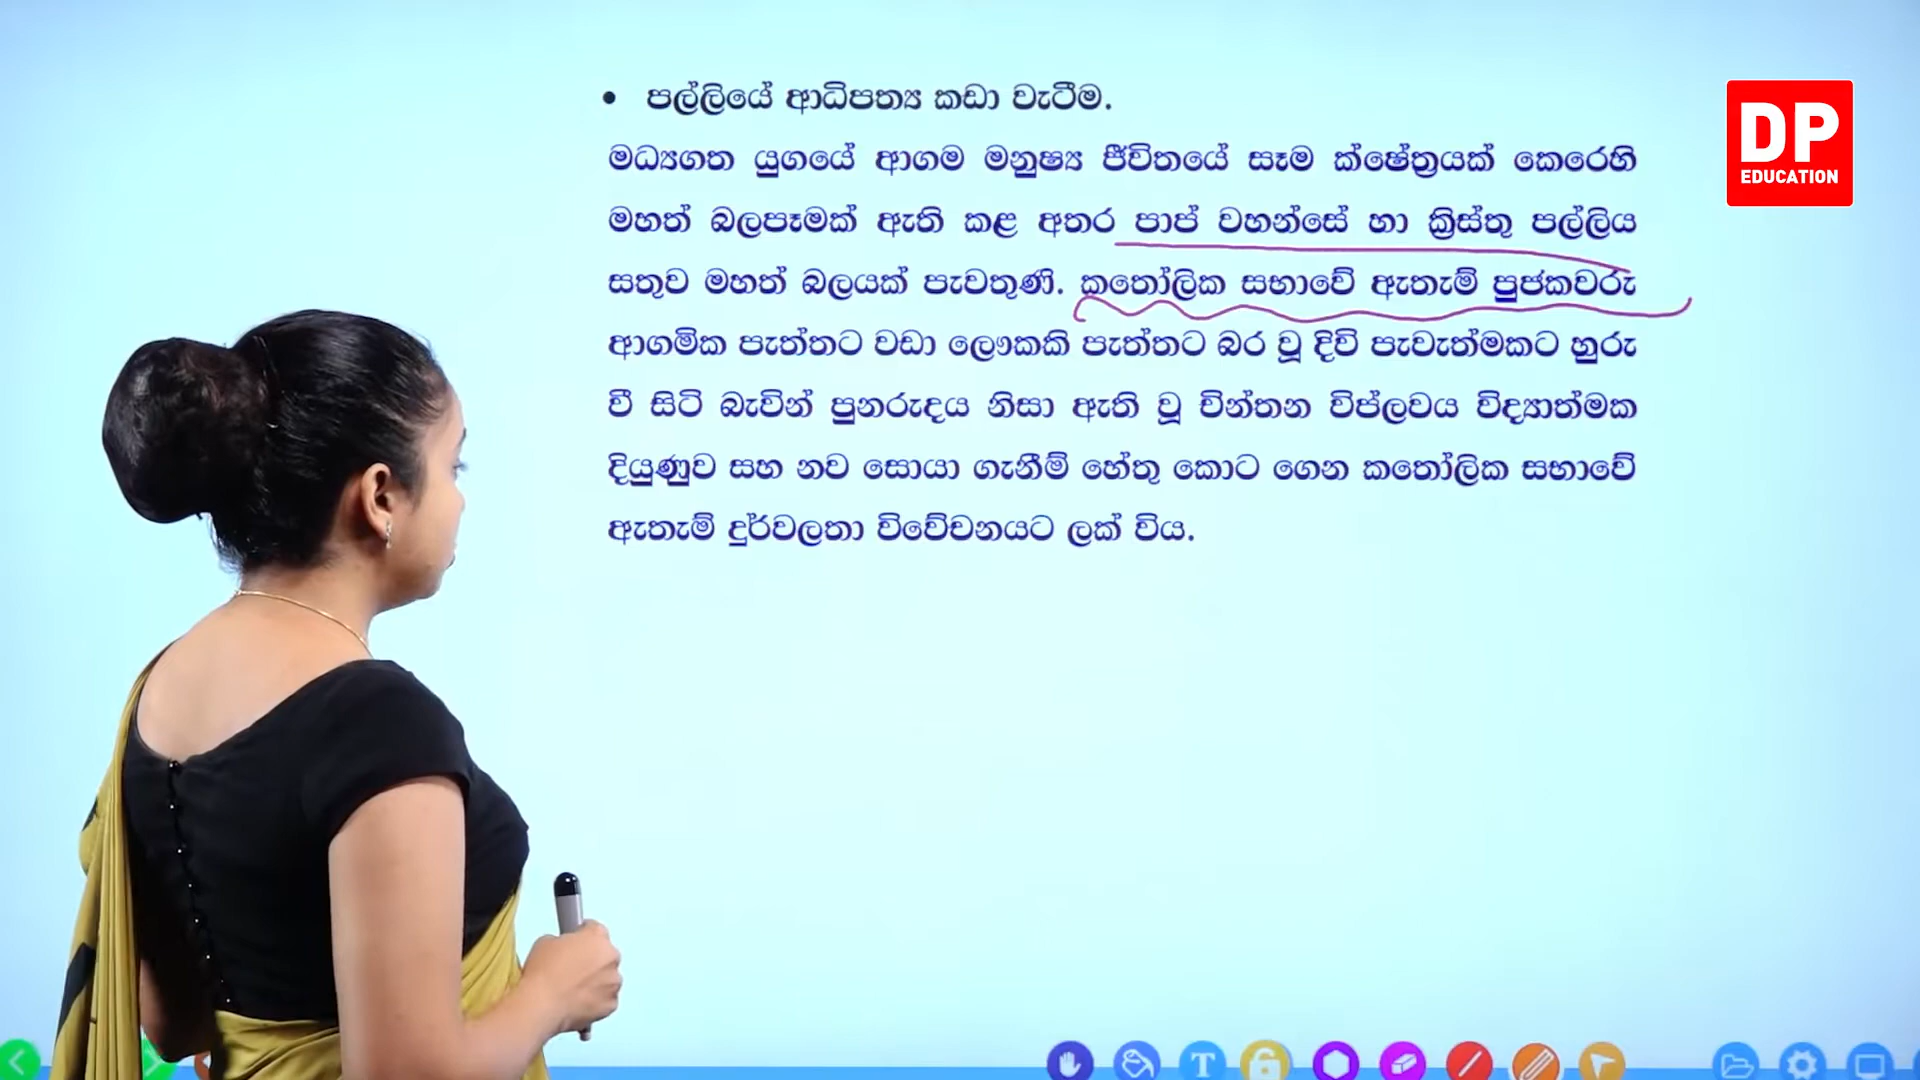 • පල්ලියේ ආධිපත්‍ය කඩා වැටීම.
මධ්‍යගත යුගයේ ආගම මනුෂ්‍ය ජීවිතයේ සෑම ක්ෂේත්‍රයක් කෙරෙහි
මහත් බලපෑමක් ඇති කළ අතර පාප් වහන්සේ හා ක්‍රිස්තු පල්ලිය
සතුව මහත් බලයක් පැවතුණි. කතෝලික සභාවේ ඇතැම් පූජකවරු
ආගමික පැත්තට වඩා ලෞකකි පැත්තට බර වූ දිවි පැවැත්මකට හුරු
වී සිටි බැවින් පුනරුදය නිසා ඇති වූ චින්තන විප්ලවය විද්‍යාත්මක
දියුණුව සහ නව සොයා ගැනීම් හේතු කොට ගෙන කතෝලික සභාවේ
ඇතැම් දුර්වලතා විවේචනයට ලක් විය.
DP
EDUCATION
T